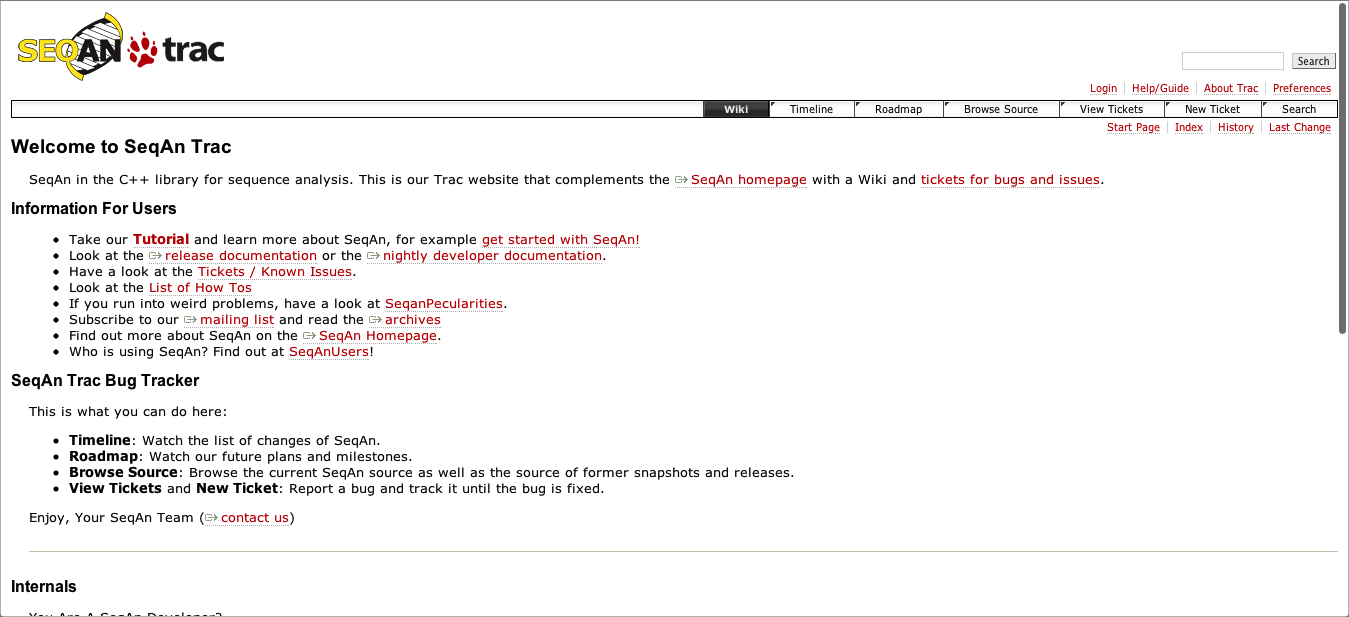 SEQAN trac
Search
Login Help/Guide About Trac Preferences
Wiki Timeline Roadmap Browse Source View Tickets New Ticket Search
Start Page Index History Last Change
Welcome to SeqAn Trac
SeqAn in the C++ library for sequence analysis. This is our Trac website that complements the SeqAn homepage with a Wiki and tickets for bugs and issues.
Information For Users
Take our Tutorial and learn more about SeqAn, for example get started with SeqAn!
Look at the release documentation or the nightly developer documentation.
Have a look at the Tickets / Known Issues.
Look at the List of How Tos
If you run into weird problems, have a look at SeqanPecularities.
Subscribe to our mailing list and read the archives
Find out more about SeqAn on the SeqAn Homepage.
Who is using SeqAn? Find out at SeqAnUsers!
SeqAn Trac Bug Tracker
This is what you can do here:
Timeline: Watch the list of changes of SeqAn.
Roadmap: Watch our future plans and milestones.
Browse Source: Browse the current SeqAn source as well as the source of former snapshots and releases.
View Tickets and New Ticket: Report a bug and track it until the bug is fixed.
Enjoy, Your SeqAn Team (contact us)
Internals
You Are A SeqAn Developer?